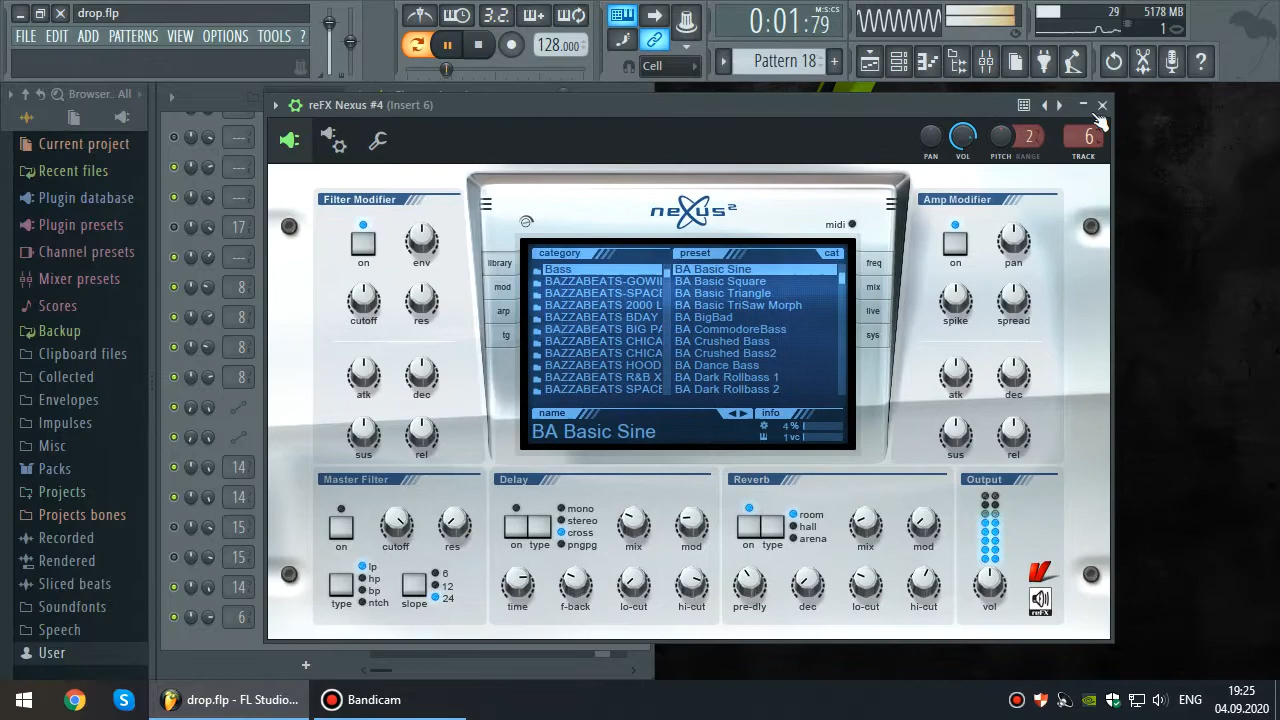 drop.flp
FILE EDIT ADD PATTERNS VIEW OPTIONS TOOLS ?
3.2.
128.000
0:01:79
29 5178 MB
1
Cell
Pattern 18
Browser.. All
Current project
Recent files
Plugin database
Plugin presets
Channel presets
Mixer presets
Scores
Backup
Clipboard files
Collected
Envelopes
Impulses
Misc
Packs
Projects
Projects bones
Recorded
Rendered
Sliced beats
Soundfonts
Speech
User
---
---
---
17
8
8
8
8
14
14
15
15
14
6
reFX Nexus #4 (Insert 6)
2 6
PAN VOL PITCH RANGE TRACK
Filter Modifier
on env
cutoff res
atk dec
sus rel
nexus²
midi
library
mod
arp
tg
category preset cat
Bass BA Basic Sine
BAZZABEATS-GOWII BA Basic Square
BAZZABEATS-SPACE BA Basic Triangle
BAZZABEATS 2000 L BA Basic TriSaw Morph
BAZZABEATS BDAY BA BigBad
BAZZABEATS BIG PA BA CommodoreBass
BAZZABEATS CHICA BA Crushed Bass
BAZZABEATS CHICA BA Crushed Bass2
BAZZABEATS HOOD BA Dance Bass
BAZZABEATS R&B X BA Dark Rollbass 1
BAZZABEATS SPACE BA Dark Rollbass 2
name info
BA Basic Sine
4 %
1 vc
freq
mix
live
sys
Amp Modifier
on pan
spike spread
atk dec
sus rel
Master Filter
on cutoff res
lp
hp
bp
ntch
type
6
12
24
slope
Delay
mono
stereo
cross
pngpg
on type mix mod
time f-back lo-cut hi-cut
Reverb
room
hall
arena
on type mix mod
pre-dly dec lo-cut hi-cut
Output
vol
reFX
drop.flp - FL Studio...
Bandicam
ENG
19:25
04.09.2020